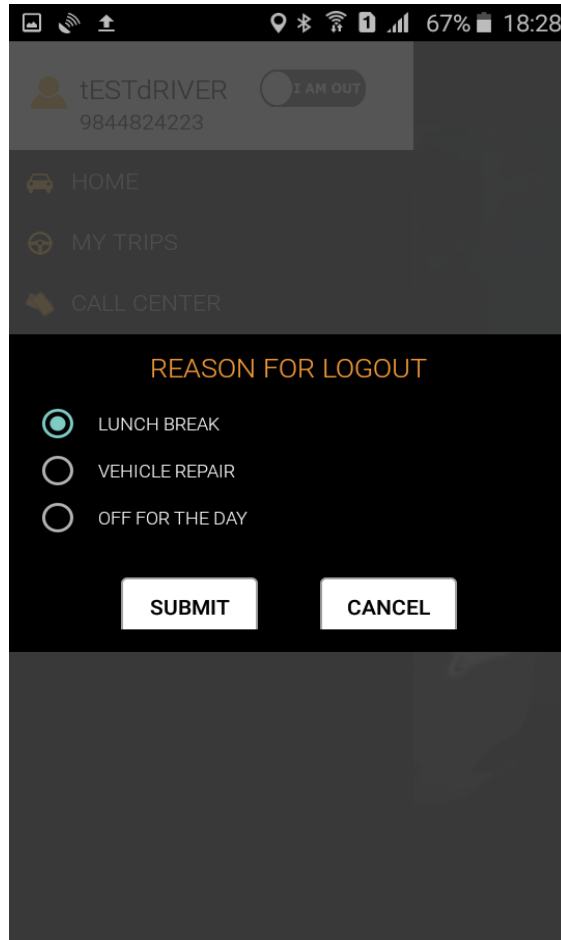 1 67% 18:28
tESTdRIVER I AM OUT
9844824223
HOME
MY TRIPS
CALL CENTER
REASON FOR LOGOUT
LUNCH BREAK
VEHICLE REPAIR
OFF FOR THE DAY
SUBMIT CANCEL